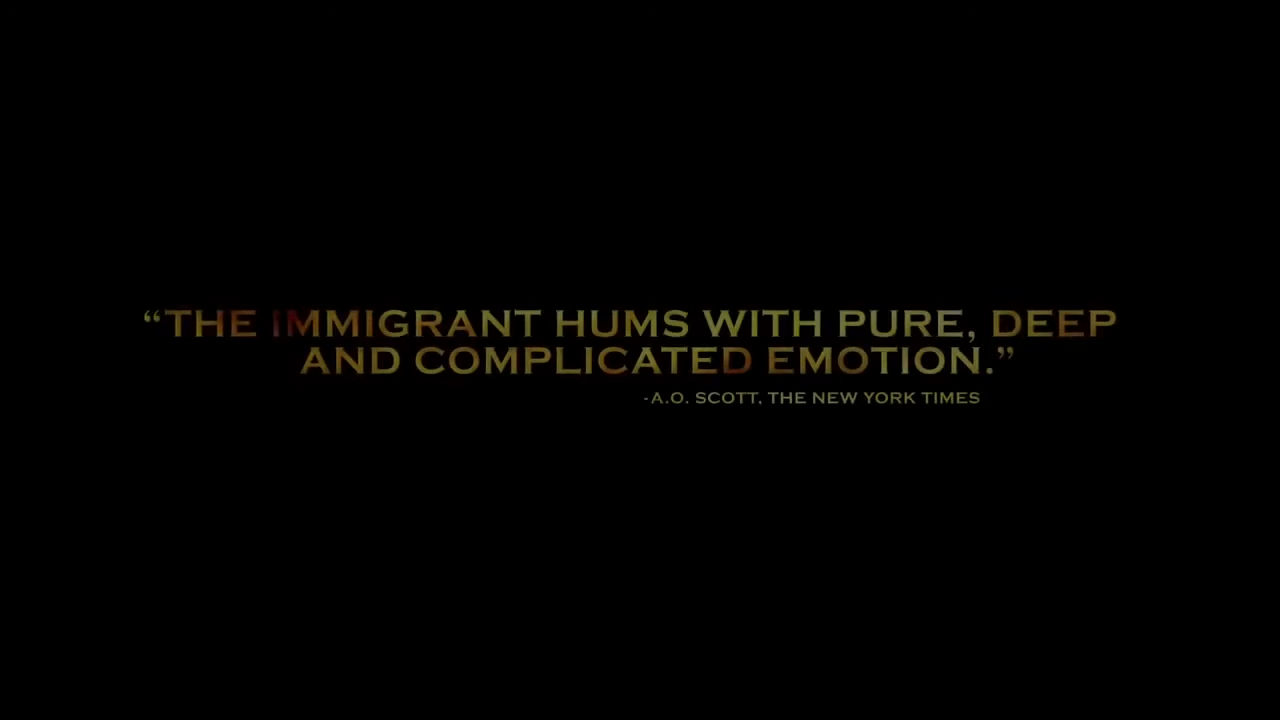 “THE IMMIGRANT HUMS WITH PURE, DEEP
AND COMPLICATED EMOTION.”
-A.O. SCOTT, THE NEW YORK TIMES